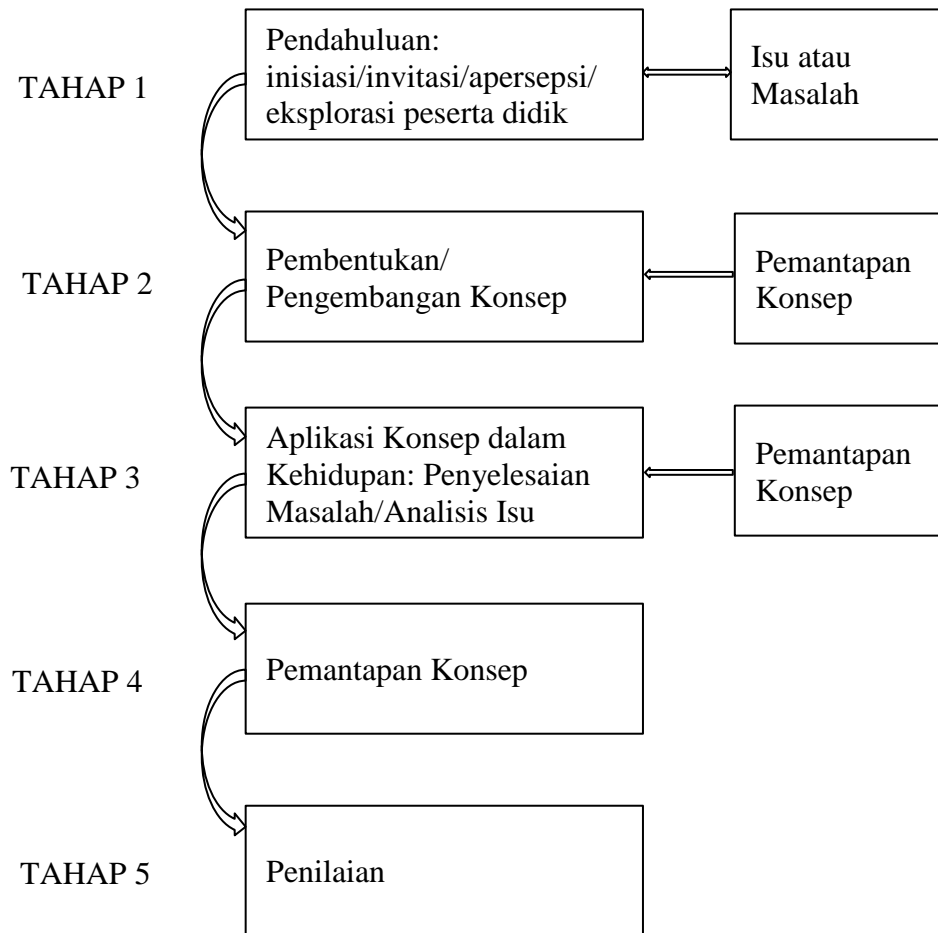 TAHAP 1
Pendahuluan:
inisiasi/invitasi/apersepsi/
eksplorasi peserta didik
Isu atau
Masalah
TAHAP 2
Pembentukan/
Pengembangan Konsep
Pemantapan
Konsep
TAHAP 3
Aplikasi Konsep dalam
Kehidupan: Penyelesaian
Masalah/Analisis Isu
Pemantapan
Konsep
TAHAP 4
Pemantapan Konsep
TAHAP 5
Penilaian